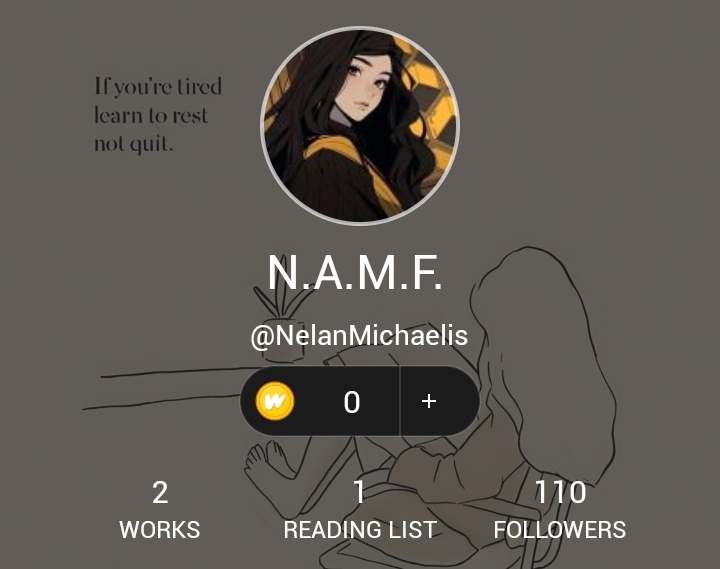 If you're tired
learn to rest
not quit.
N.A.M.F.
@NelanMichaelis
W 0 +
2 1 110
WORKS READING LIST FOLLOWERS